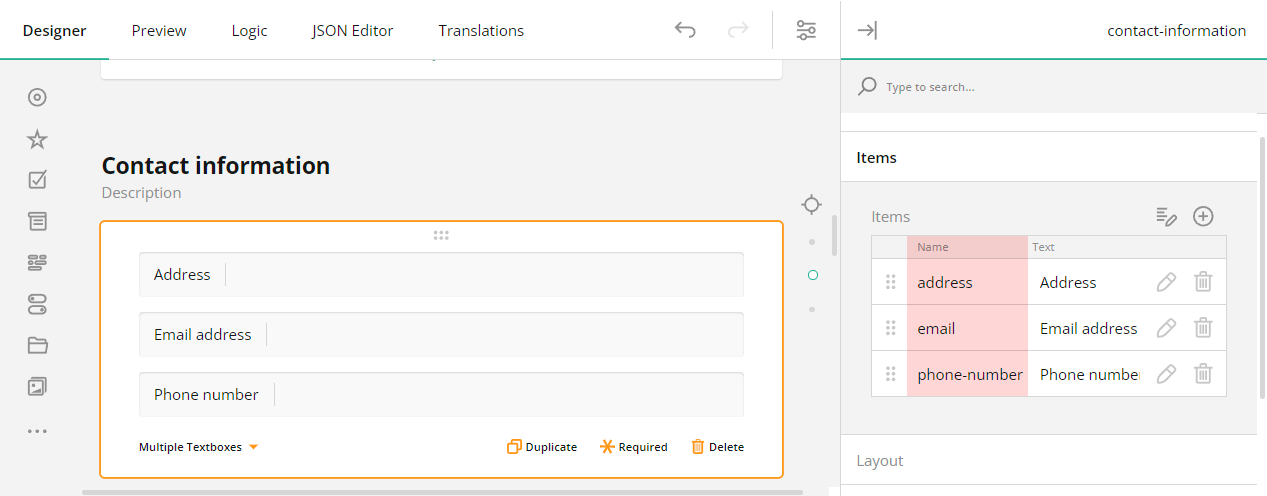 Designer Preview Logic JSON Editor Translations
contact-information
Type to search...
Contact information
Description
Address
Email address
Phone number
Multiple Textboxes Duplicate Required Delete
Items
Items
Name Text
address Address
email Email address
phone-number Phone numbe
Layout